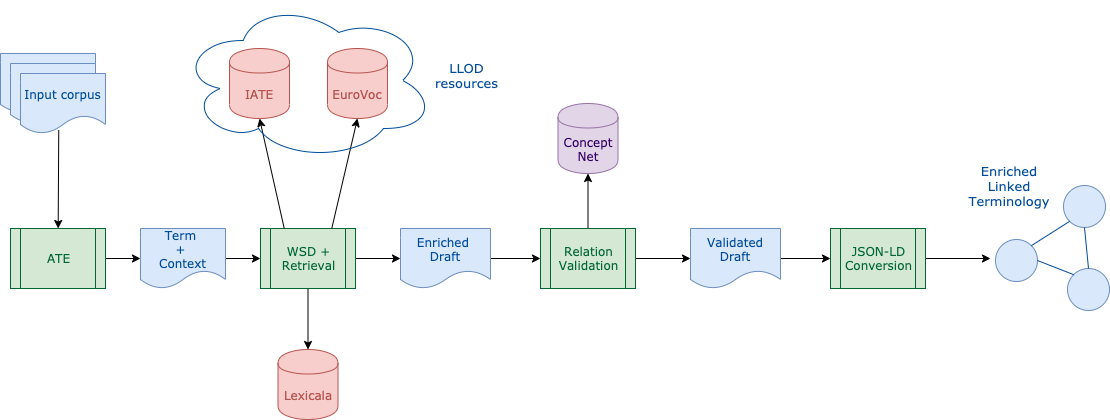 Input corpus
IATE
EuroVoc
LLOD
resources
Concept
Net
Enriched
Linked
Terminology
ATE
Term
+
Context
WSD +
Retrieval
Enriched
Draft
Relation
Validation
Validated
Draft
JSON-LD
Conversion
Lexicala